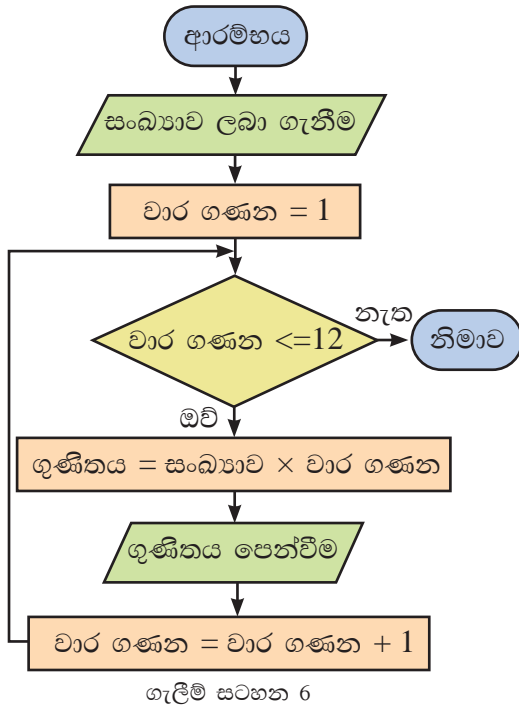 ආරම්භය
සංඛ්‍යාව ලබා ගැනීම
වාර ගණන = 1
වාර ගණන <=12
නැත
නිමාව
ඔව්
ගුණිතය = සංඛ්‍යාව × වාර ගණන
ගුණිතය පෙන්වීම
වාර ගණන = වාර ගණන + 1
ගැලීම් සටහන 6